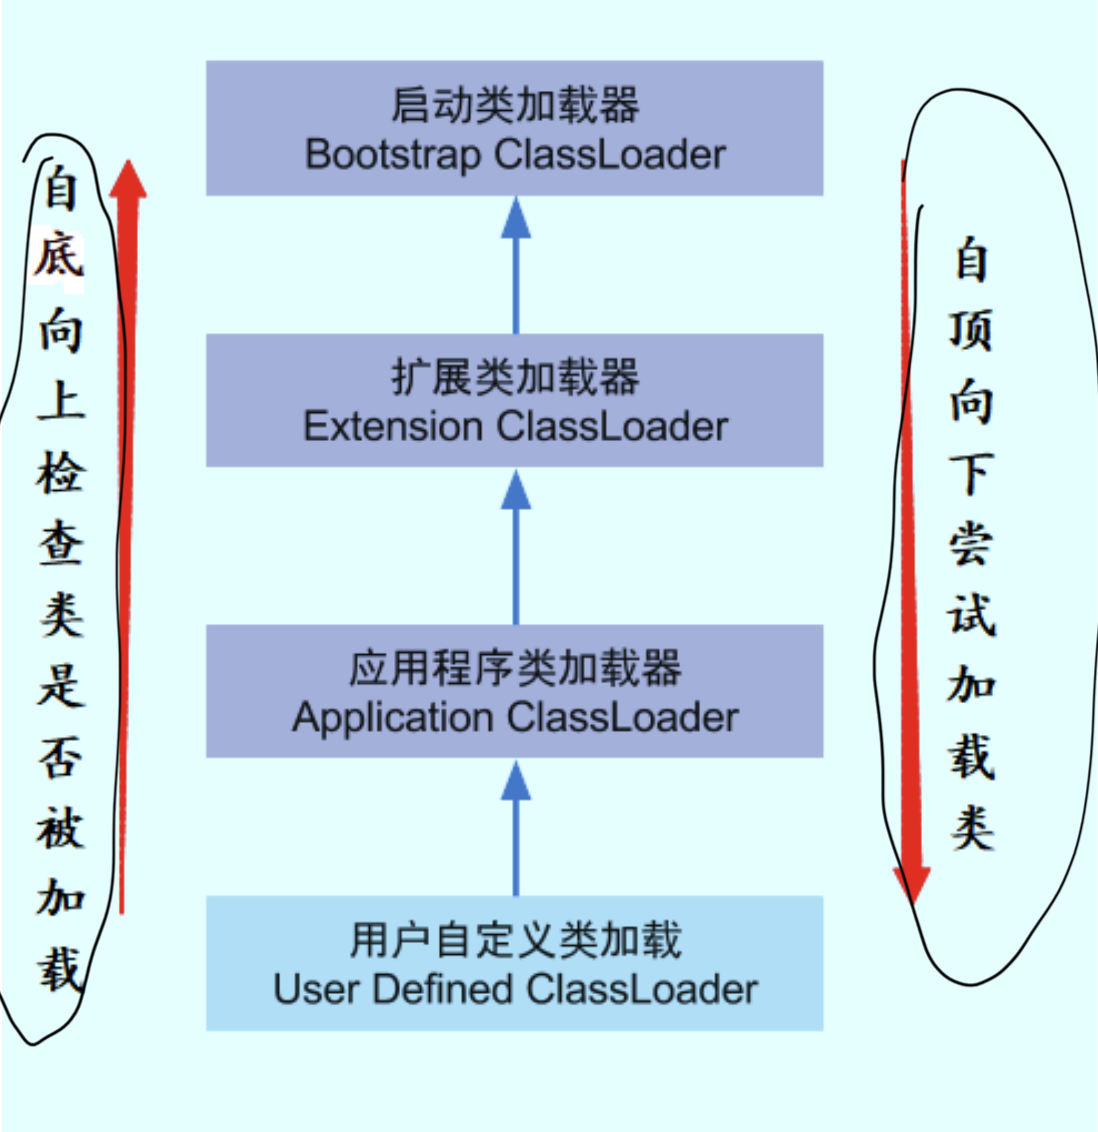 自底向上检查类是否被加载
启动类加载器
Bootstrap ClassLoader
扩展类加载器
Extension ClassLoader
应用程序类加载器
Application ClassLoader
用户自定义类加载
User Defined ClassLoader
自顶向下尝试加载类